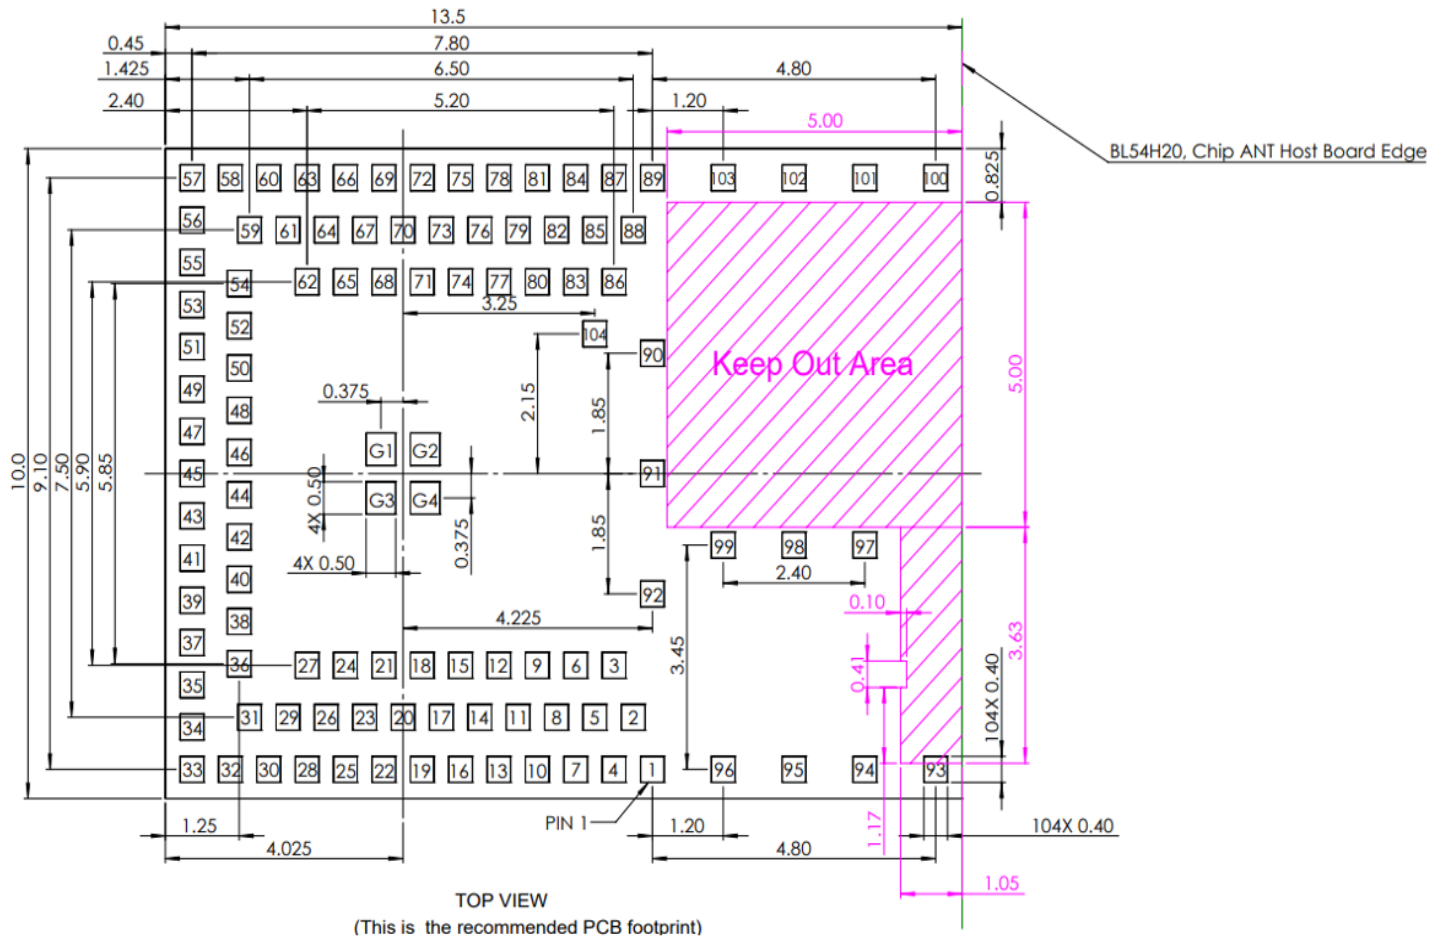 13.5
0.45 7.80
1.425 6.50 4.80
2.40 5.20 1.20
5.00
BL54H20, Chip ANT Host Board Edge
0.825
57 58 60 63 66 69 72 75 78 81 84 87 89 103 102 101 100
56 59 61 64 67 70 73 76 79 82 85 88
55
54 62 65 68 71 74 77 80 83 86
53
3.25
52 104
51 90
Keep Out Area
50
5.00
49 0.375 2.15
48 1.85
47
46 G1 G2
10.0 9.10 7.50 5.90 5.85
45 91
44 4X 0.50 G3 G4
43 0.375 1.85
42 99 98 97
41 4X 0.50 2.40
40
39 92 0.10
38 4.225
37 3.45 3.63
36 27 24 21 18 15 12 9 6 3 0.41
35
104X 0.40
34 31 29 26 23 20 17 14 11 8 5 2
33 32 30 28 25 22 19 16 13 10 7 4 1 96 95 94 93
1.25 PIN 1 1.20 1.17 104X 0.40
4.025 4.80
1.05
TOP VIEW
(This is the recommended PCB footprint)